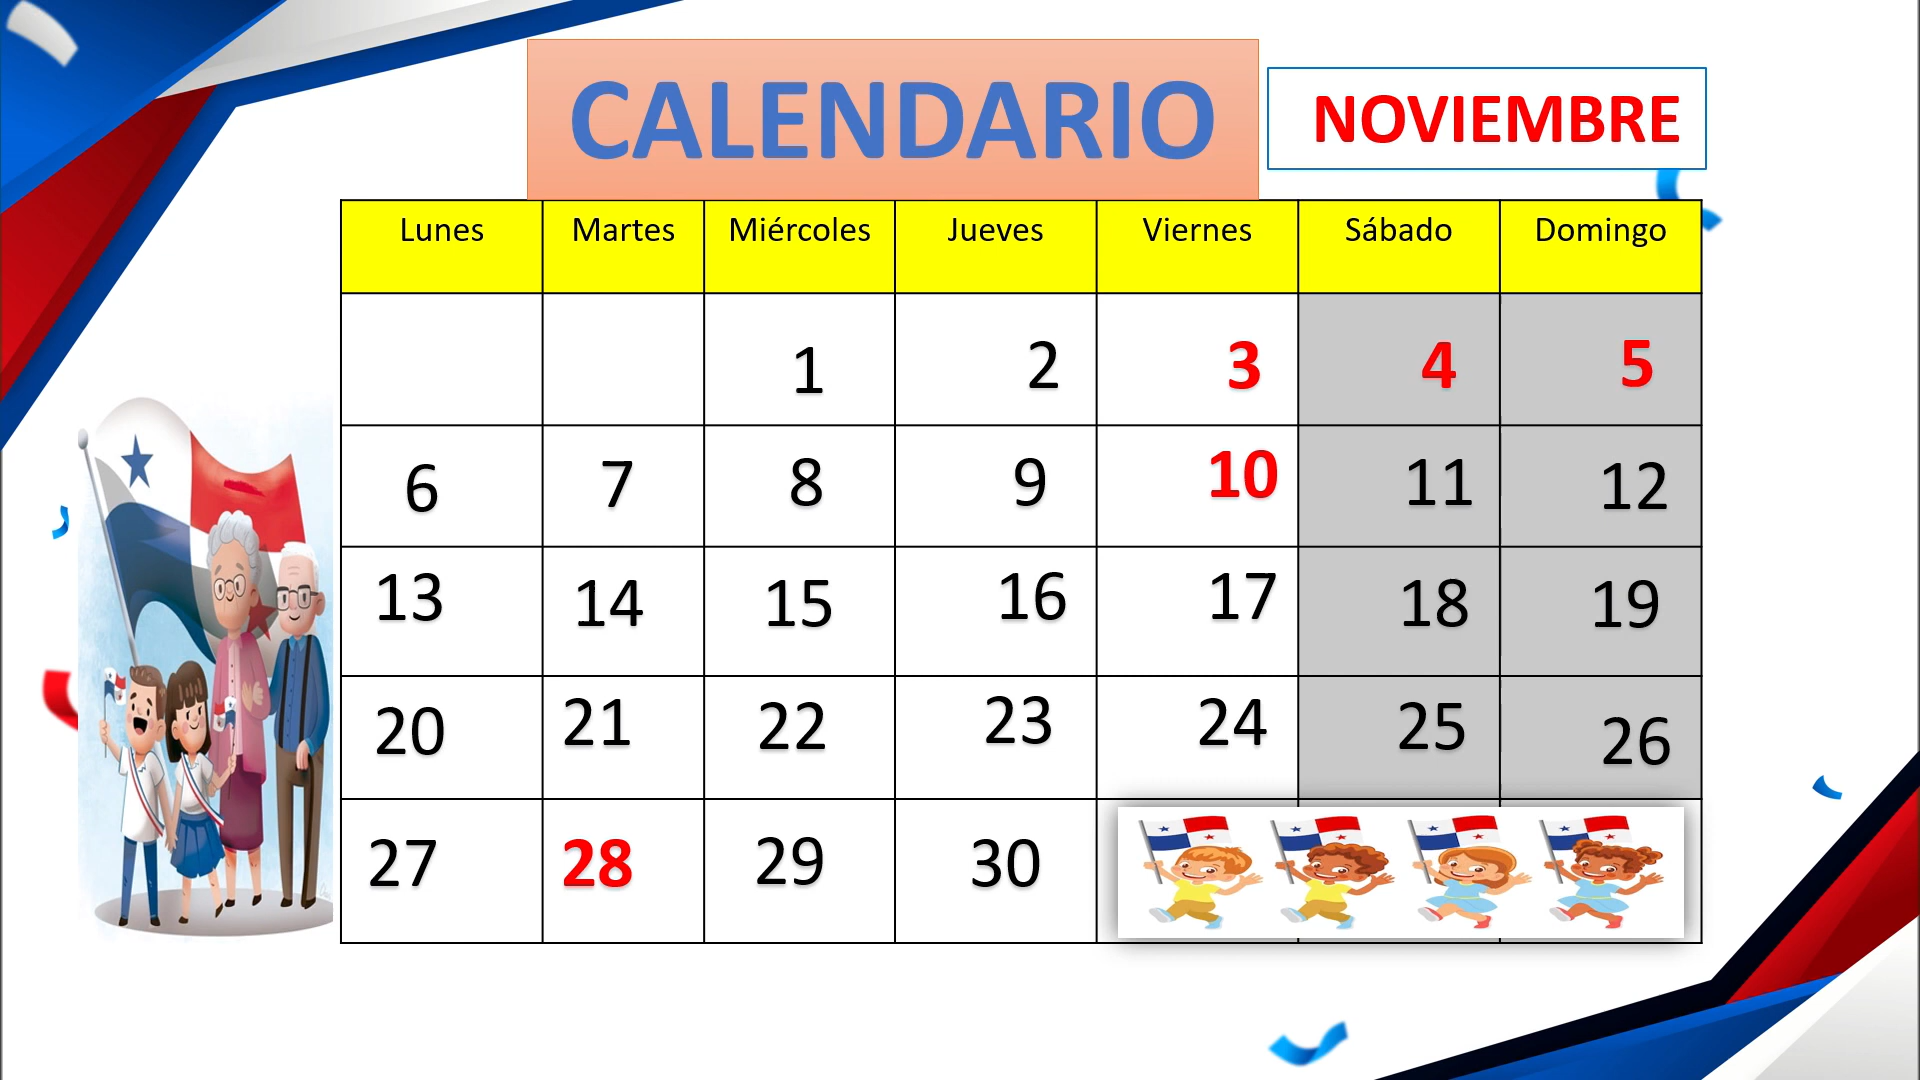 CALENDARIO NOVIEMBRE
Lunes Martes Miércoles Jueves Viernes Sábado Domingo
1 2 3 4 5
6 7 8 9 10 11 12
13 14 15 16 17 18 19
20 21 22 23 24 25 26
27 28 29 30